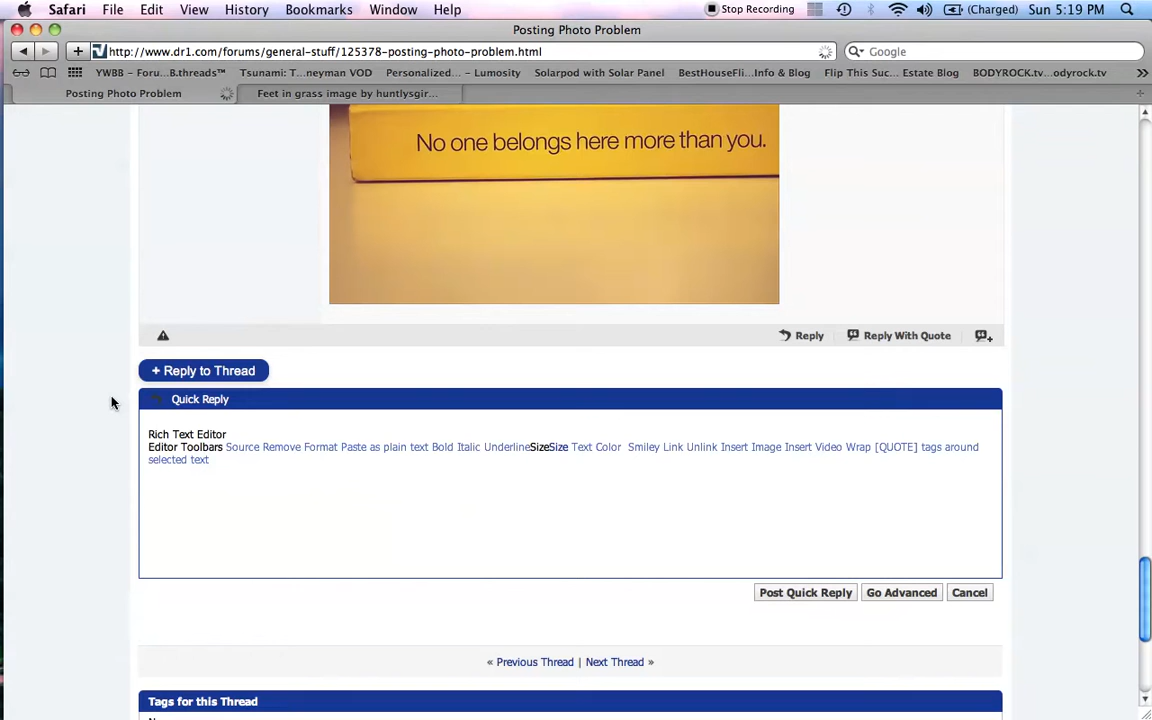 Safari File Edit View History Bookmarks Window Help Stop Recording (Charged) Sun 5:19 PM
Posting Photo Problem
http://www.dr1.com/forums/general-stuff/125378-posting-photo-problem.html Google
YWBB - Foru...B.threads™ Tsunami: T...neyman VOD Personalized... - Lumosity Solarpod with Solar Panel BestHouseFli...Info & Blog Flip This Suc... Estate Blog BODYROCK.tv...odyrock.tv
Posting Photo Problem Feet in grass image by huntlysgir...
No one belongs here more than you.
Reply Reply With Quote
+ Reply to Thread
Quick Reply
Rich Text Editor
Editor Toolbars Source Remove Format Paste as plain text Bold Italic UnderlineSizeSize Text Color Smiley Link Unlink Insert Image Insert Video Wrap [QUOTE] tags around
selected text
Post Quick Reply Go Advanced Cancel
« Previous Thread | Next Thread »
Tags for this Thread